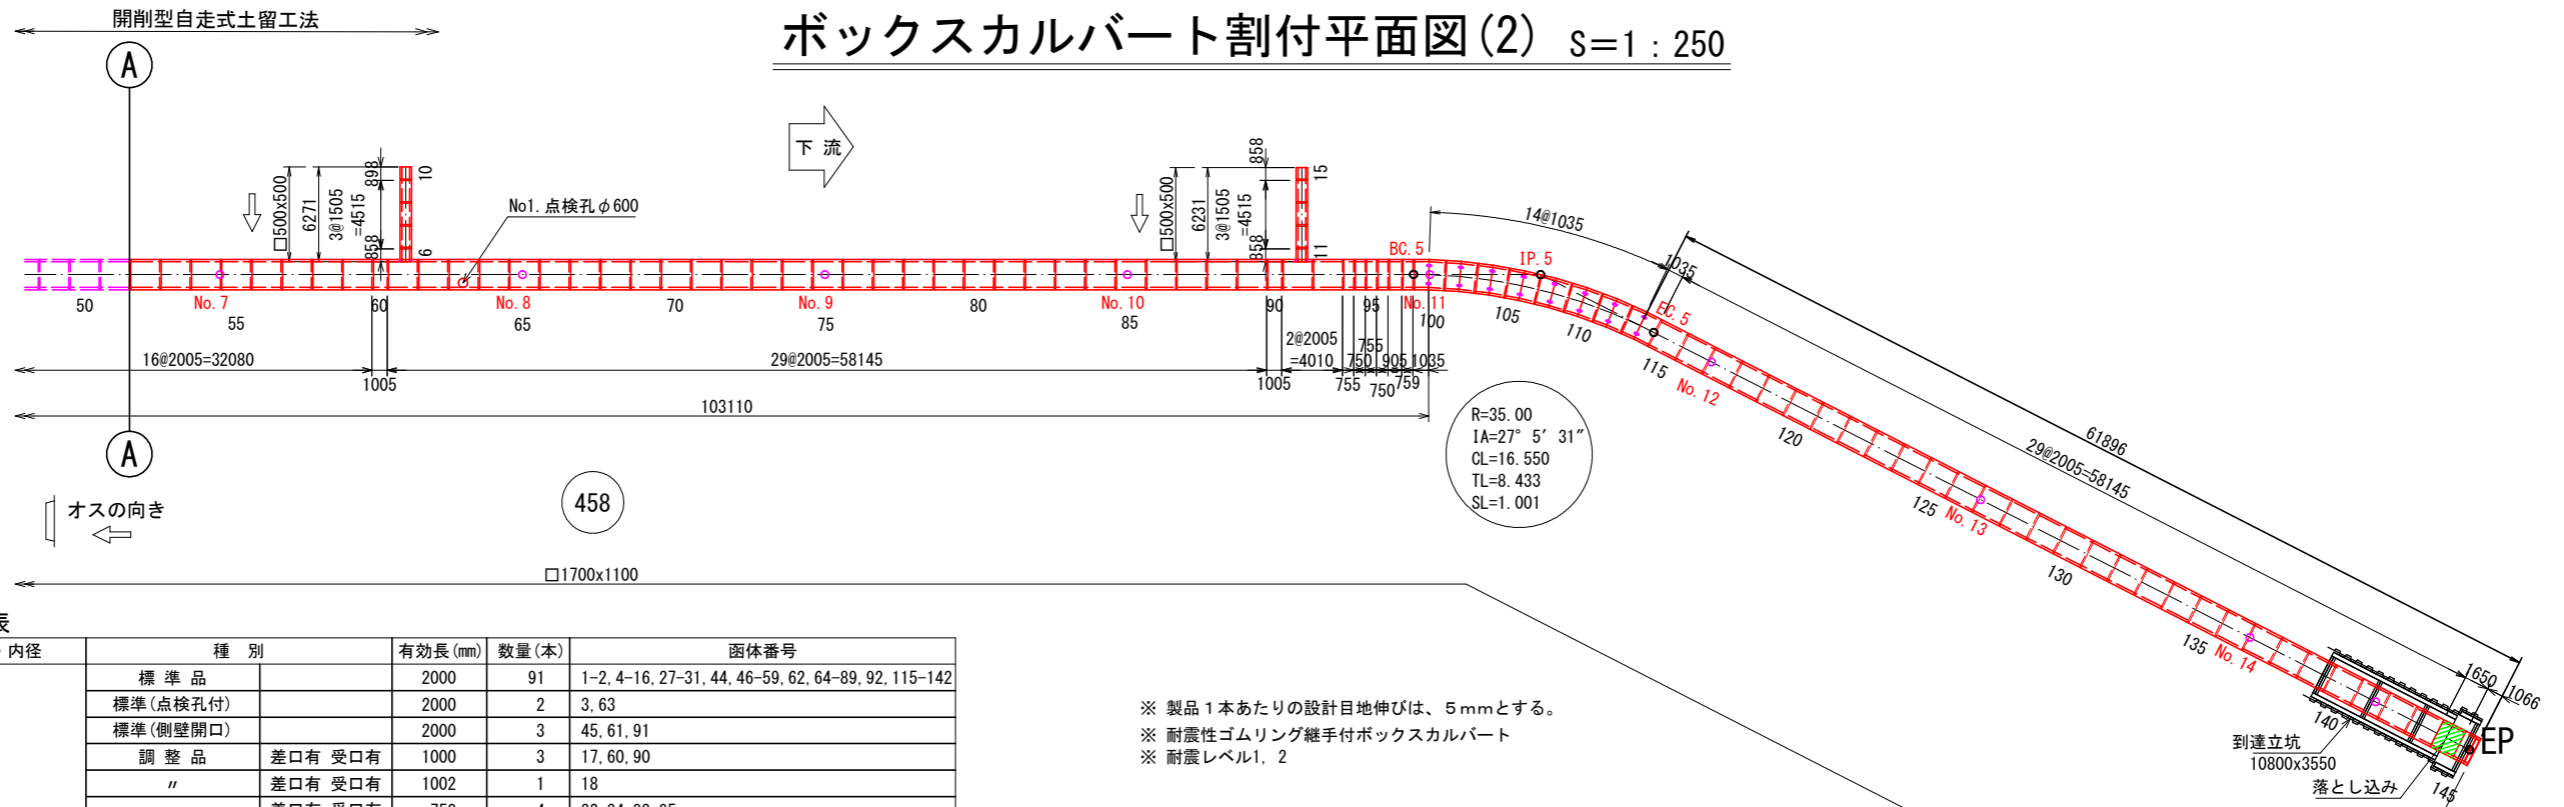 開削型自走式土留工法
ボックスカルバート割付平面図(2) S=1：250
A
下 流
□500x500
6271
3@1505
=4515
898
858
10
6
No1.点検孔φ600
□500x500
6231
3@1505
=4515
858
858
15
11
BC.5
IP.5
EC.5
14@1035
1035
50
No.7
55
60
No.8
65
70
No.9
75
80
No.10
85
90
95
No.11
100
105
110
115
No.12
120
125
No.13
130
135
No.14
140
145
16@2005=32080
1005
29@2005=58145
1005
2@2005
=4010
755
750
755
750
905
759
1035
103110
61896
29@2005=58145
1650
1066
R=35.00
IA=27° 5′ 31″
CL=16.550
TL=8.433
SL=1.001
A
オスの向き
458
□1700x1100
EP
到達立坑
10800x3550
落とし込み
表
内径 種 別 有効長(mm) 数量(本) 函体番号
標 準 品 2000 91 1-2,4-16,27-31,44,46-59,62,64-89,92,115-142
標準(点検孔付) 2000 2 3,63
標準(側壁開口) 2000 3 45,61,91
調 整 品 差口有 受口有 1000 3 17,60,90
〃 差口有 受口有 1002 1 18
※ 製品１本あたりの設計目地伸びは、５mmとする。
※ 耐震性ゴムリング継手付ボックスカルバート
※ 耐震レベル1, 2